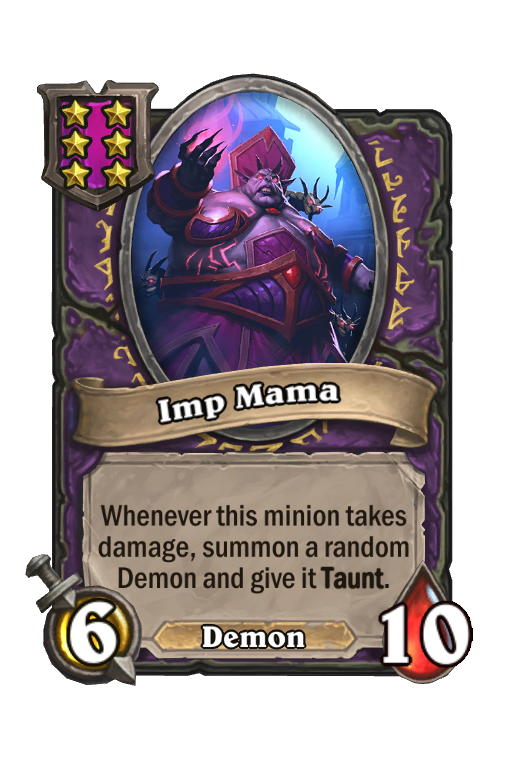 Imp Mama
Whenever this minion takes
damage, summon a random
Demon and give it Taunt.
6
Demon
10